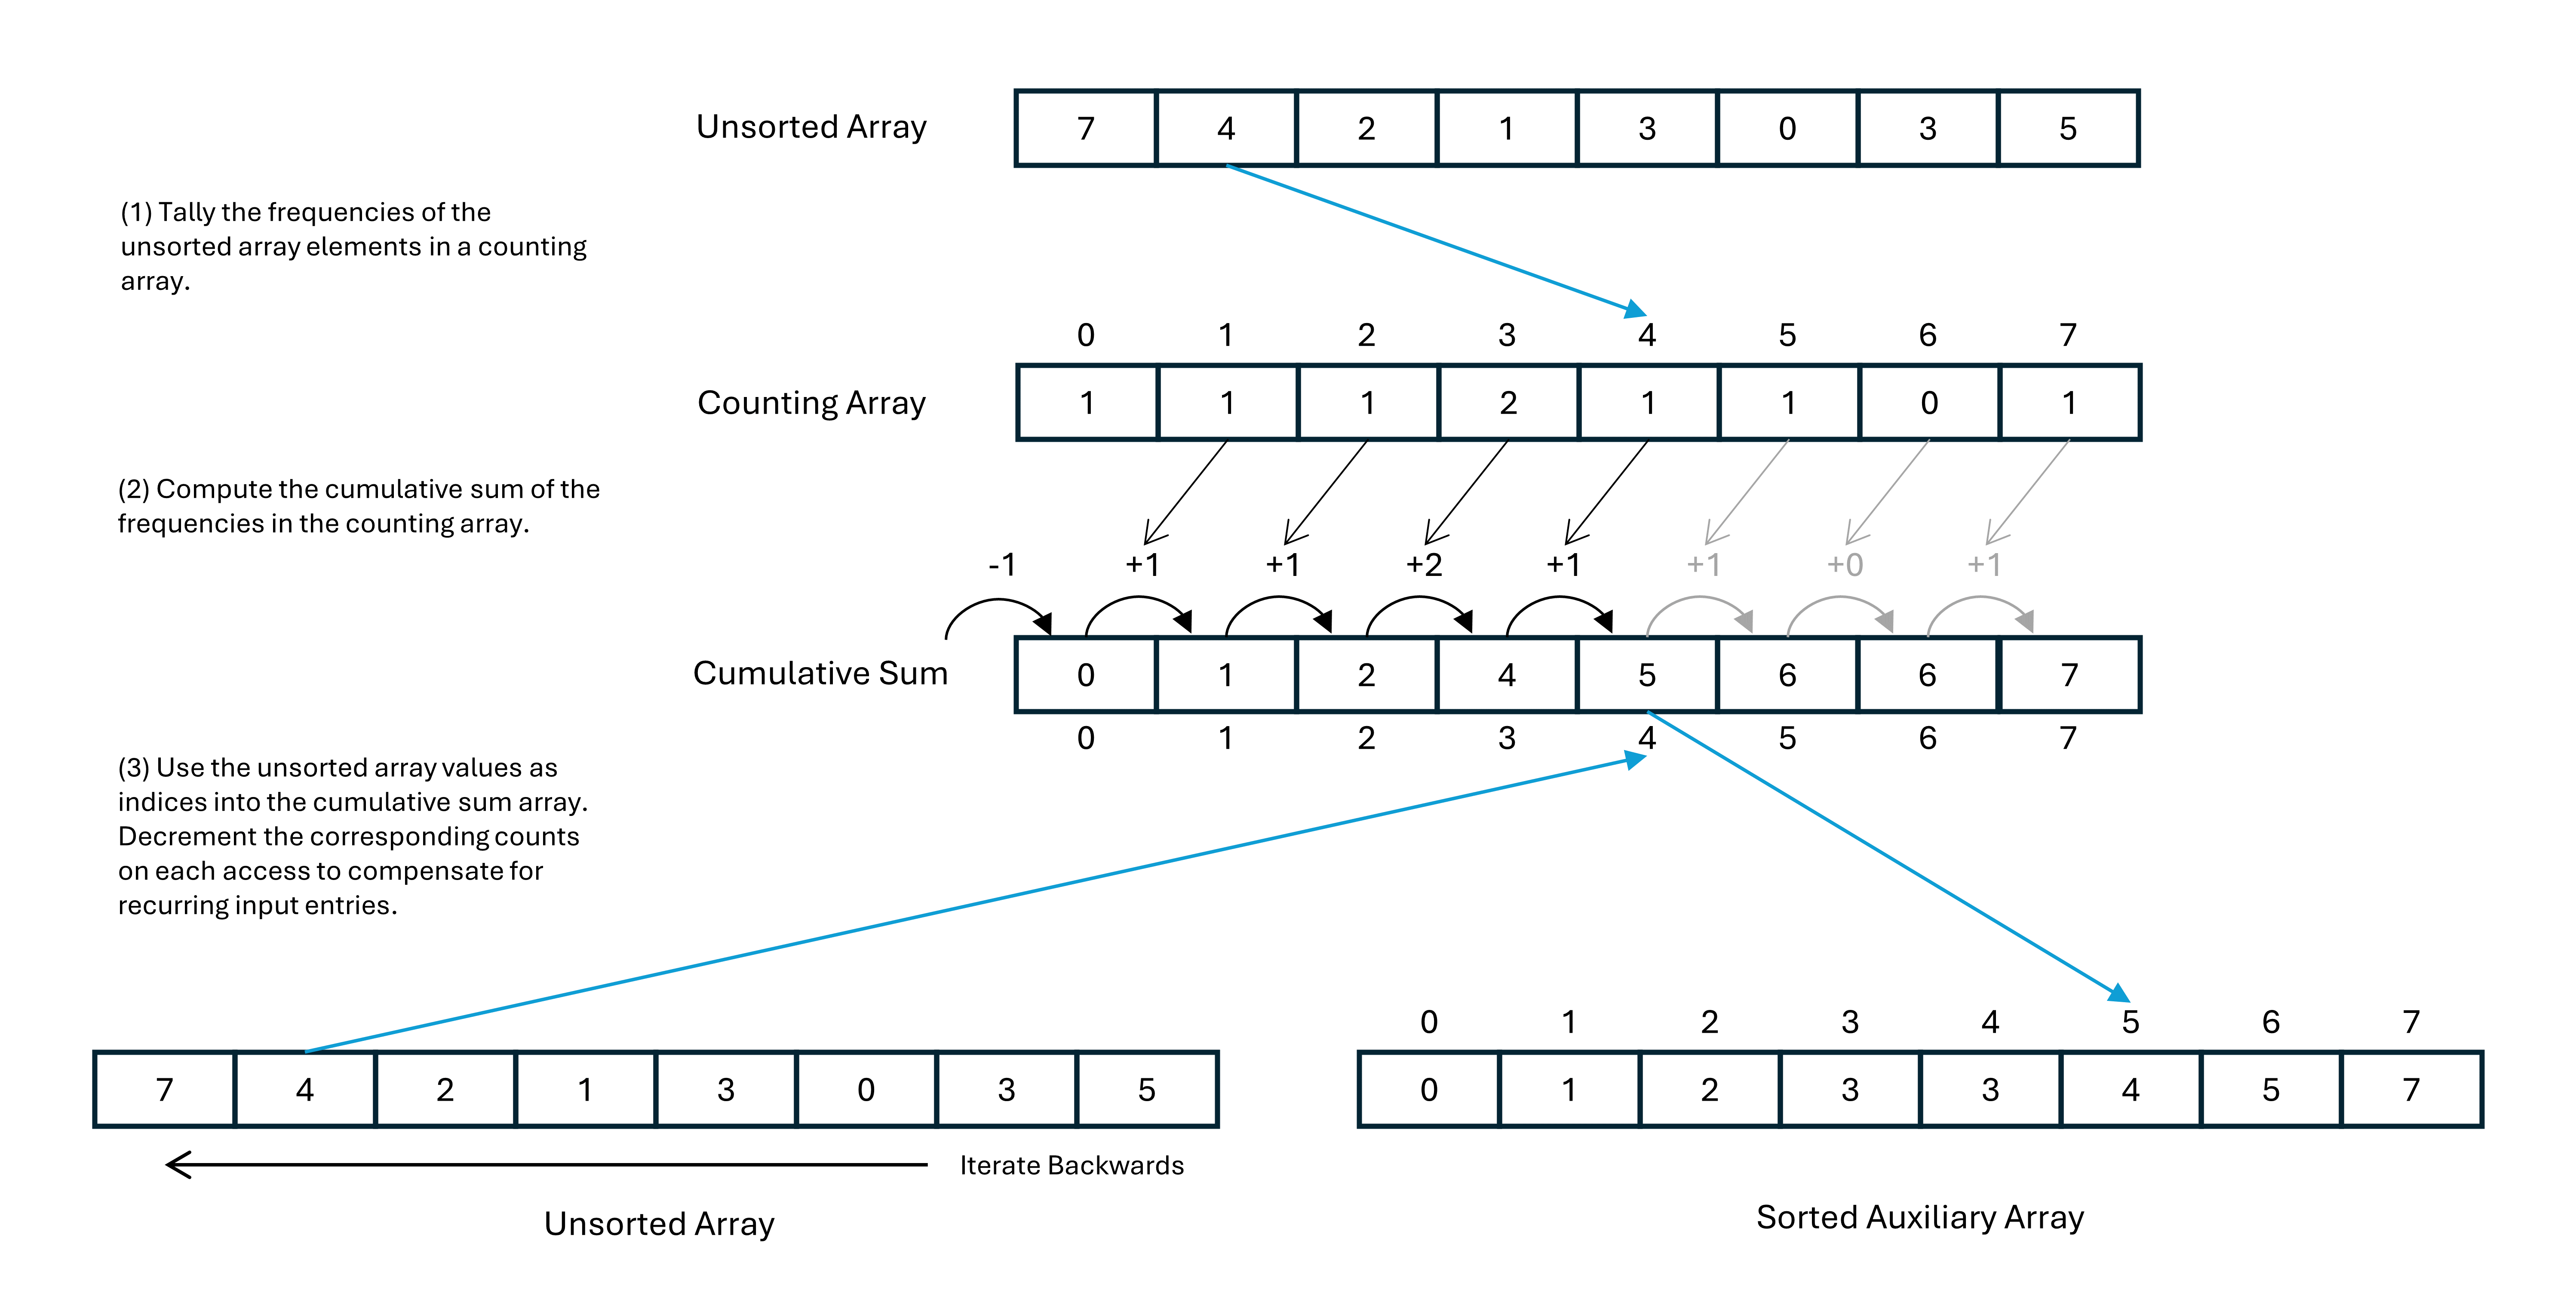 Unsorted Array
7 4 2 1 3 0 3 5
(1) Tally the frequencies of the
unsorted array elements in a counting
array.
0 1 2 3 4 5 6 7
Counting Array
1 1 1 2 1 1 0 1
(2) Compute the cumulative sum of the
frequencies in the counting array.
-1 +1 +1 +2 +1 +1 +0 +1
Cumulative Sum
0 1 2 4 5 6 6 7
0 1 2 3 4 5 6 7
(3) Use the unsorted array values as
indices into the cumulative sum array.
Decrement the corresponding counts
on each access to compensate for
recurring input entries.
7 4 2 1 3 0 3 5
Iterate Backwards
Unsorted Array
0 1 2 3 4 5 6 7
0 1 2 3 3 4 5 7
Sorted Auxiliary Array